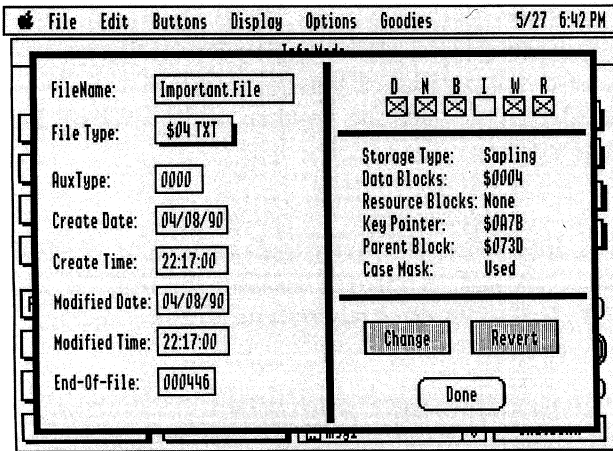 File Edit Buttons Display Options Goodies 5/27 6:42 PM
FileName: Important.File
File Type: $04 TXT
AuxType: 0000
Create Date: 04/08/90
Create Time: 22:17:00
Modified Date: 04/08/90
Modified Time: 22:17:00
End-Of-File: 000446
D N B I W R
Storage Type: Sapling
Data Blocks: $0004
Resource Blocks: None
Key Pointer: $0A7B
Parent Block: $073D
Case Mask: Used
Change Revert
Done